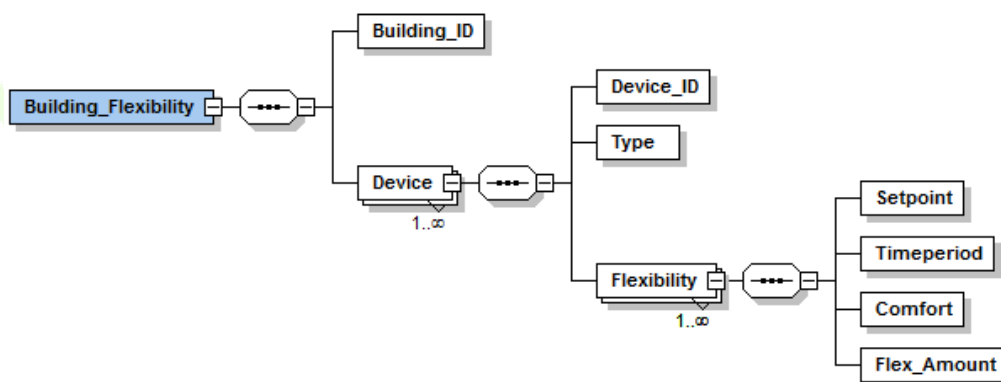 Building_ID
Building_Flexibility
Device_ID
Type
Device
1..∞
Setpoint
Timeperiod
Flexibility
1..∞
Comfort
Flex_Amount